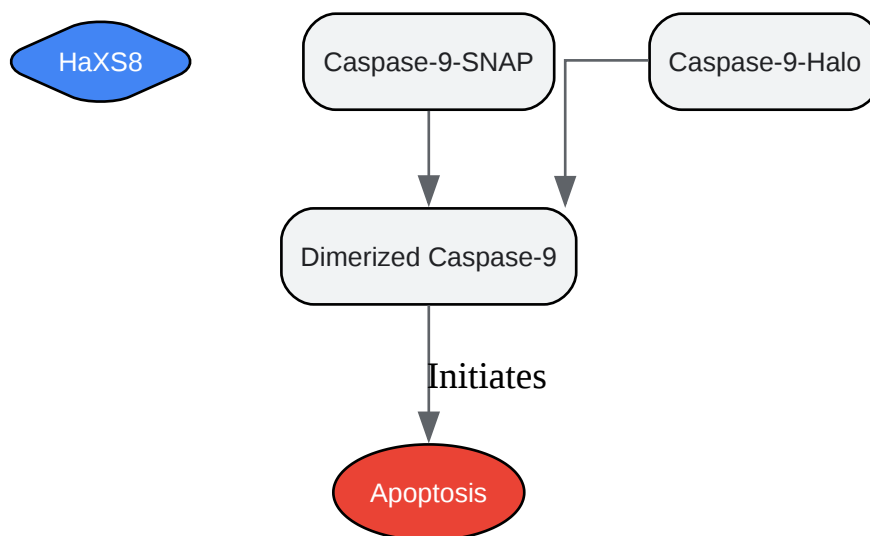 HaXS8
Caspase-9-SNAP
Caspase-9-Halo
Dimerized Caspase-9
Initiates
Apoptosis